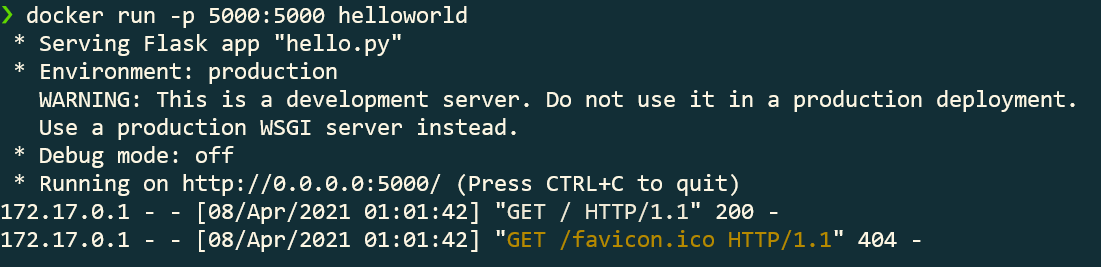 ❯ docker run -p 5000:5000 helloworld
 * Serving Flask app "hello.py"
 * Environment: production
   WARNING: This is a development server. Do not use it in a production deployment.
   Use a production WSGI server instead.
 * Debug mode: off
 * Running on http://0.0.0.0:5000/ (Press CTRL+C to quit)
172.17.0.1 - - [08/Apr/2021 01:01:42] "GET / HTTP/1.1" 200 -
172.17.0.1 - - [08/Apr/2021 01:01:42] "GET /favicon.ico HTTP/1.1" 404 -